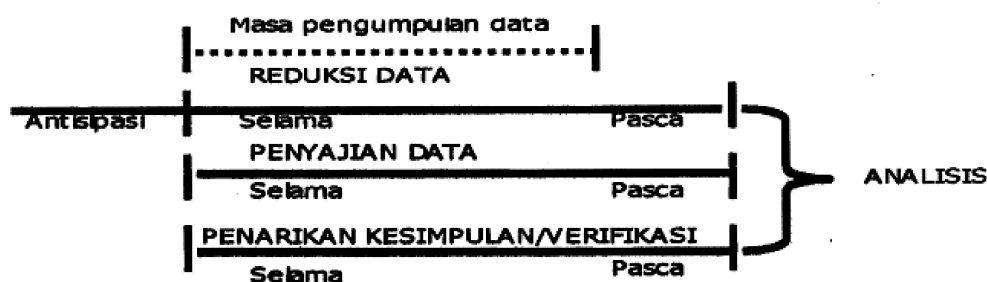 Masa pengumpulan data
REDUKSI DATA
Antisipasi Selama Pasca
PENYAJIAN DATA
Selama Pasca
ANALISIS
PENARIKAN KESIMPULAN/VERIFIKASI
Selama Pasca